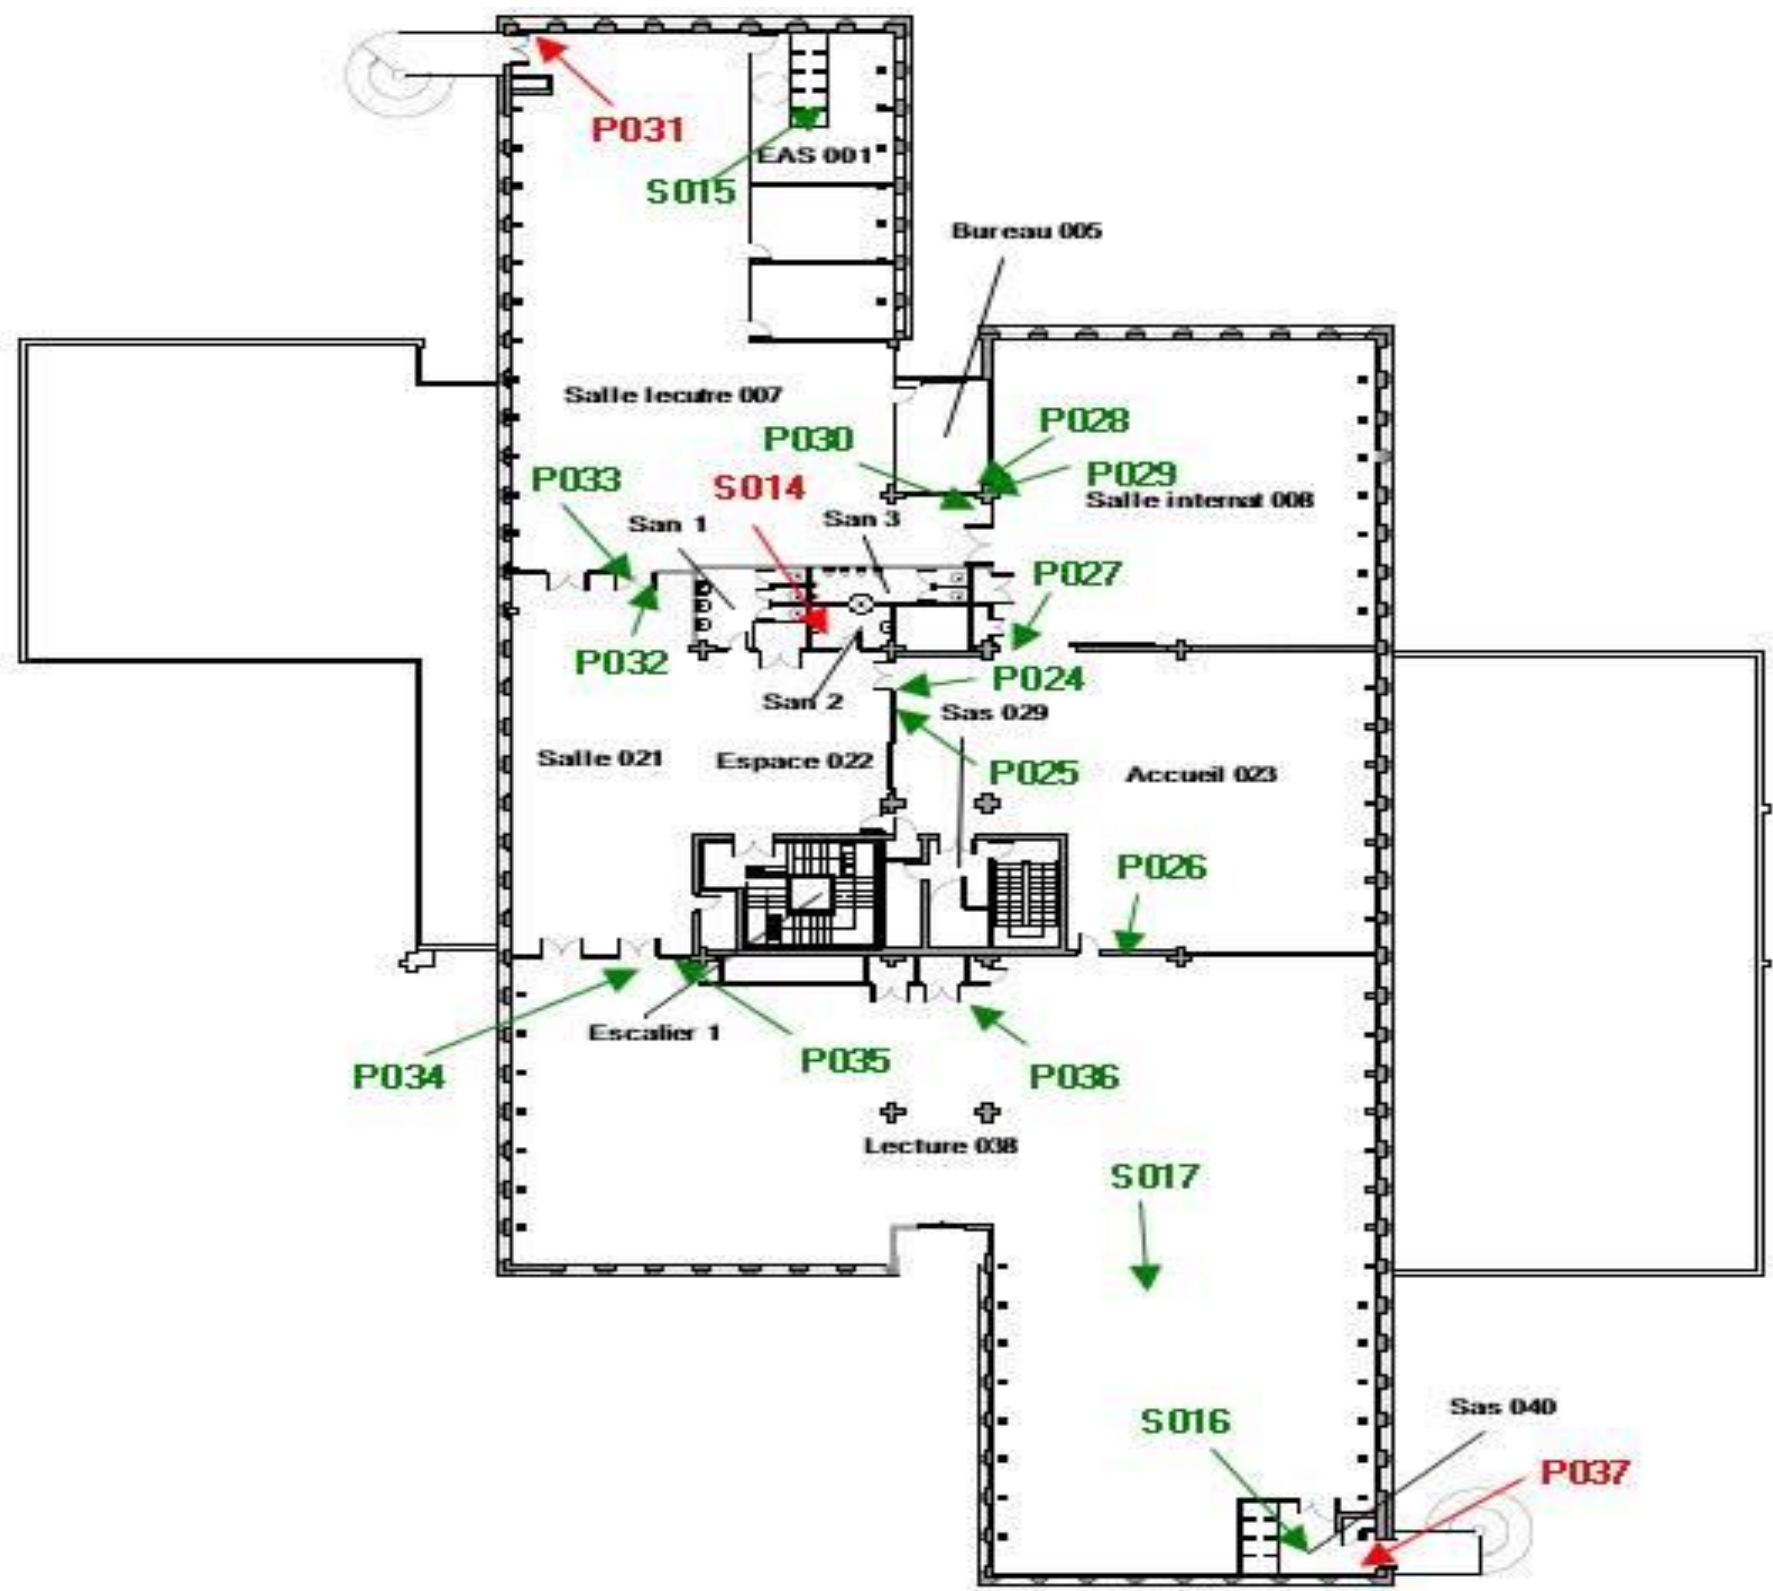 P031
EAS 001
S015
Bureau 005
Salle lecutre 007
P028
P030
P029
P033
S014
Salle internat 008
San 1
San 3
P027
P032
P024
San 2
Sas 029
Salle 021
Espace 022
P025
Accueil 023
P026
Escalier 1
P035
P034
P036
Lecture 038
S017
Sas 040
S016
P037